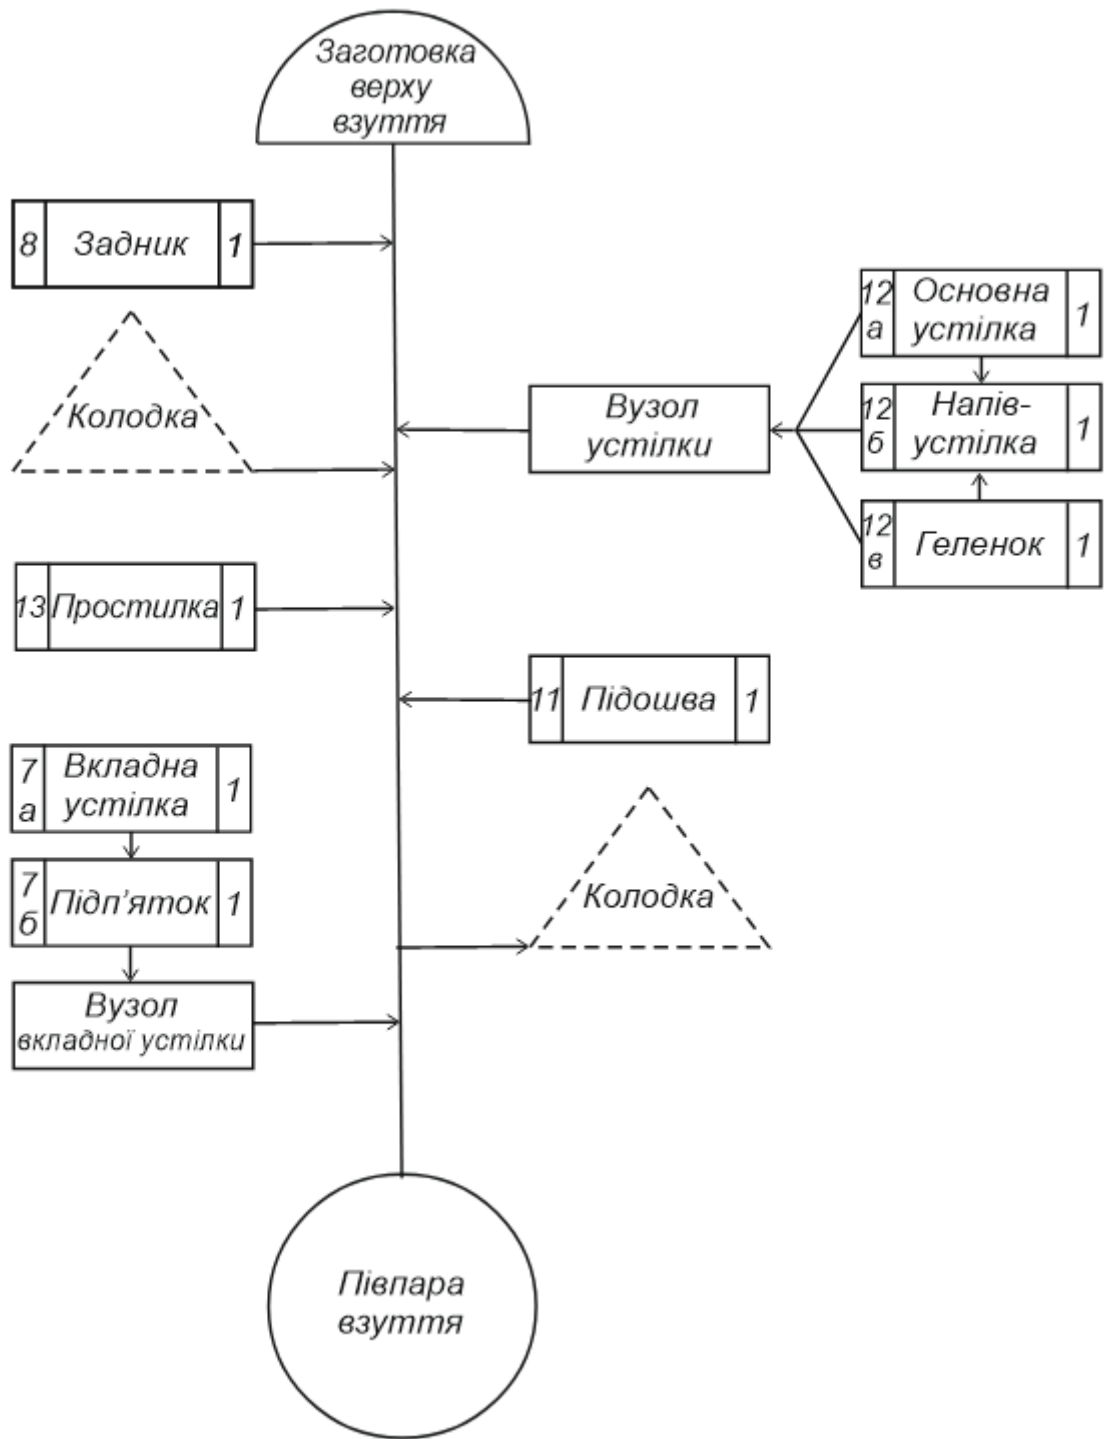 Заготовка
верху
взуття
8 Задник 1
Колодка
12 а Основна устілка 1
12 б Напів- устілка 1
12 в Геленок 1
Вузол
устілки
13 Простилка 1
11 Підошва 1
7 а Вкладна устілка 1
7 б Підп'яток 1
Вузол
вкладної устілки
Колодка
Півпара
взуття